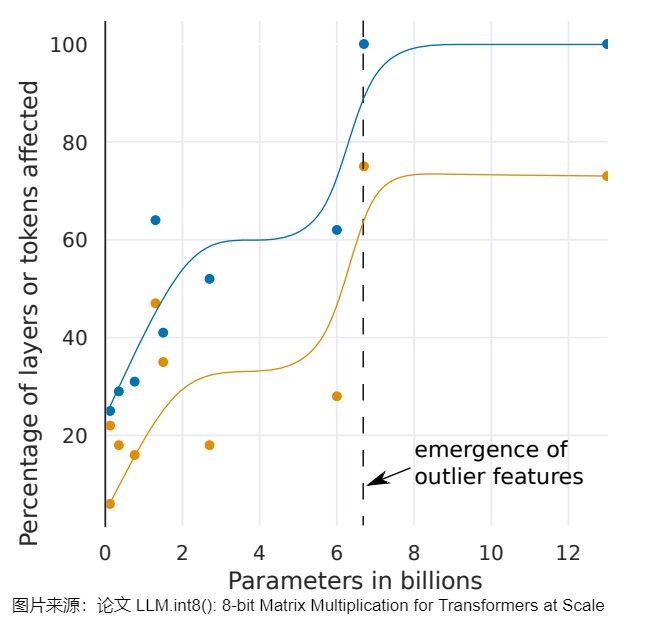 100
80
60
40
20
Percentage of layers or tokens affected
emergence of
outlier features
0 2 4 6 8 10 12
Parameters in billions
图片来源：论文 LLM.int8(): 8-bit Matrix Multiplication for Transformers at Scale